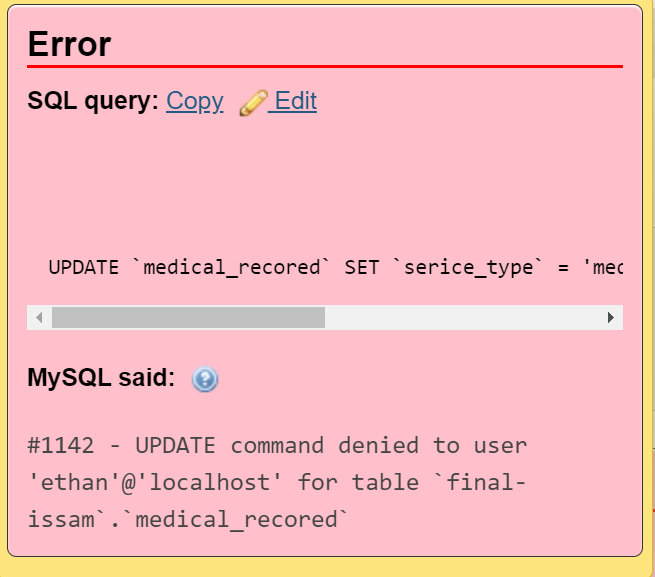 Error
SQL query: Copy Edit
UPDATE `medical_recored` SET `serice_type` = 'med
MySQL said:
#1142 - UPDATE command denied to user
'ethan'@'localhost' for table `final-
issam`.`medical_recored`